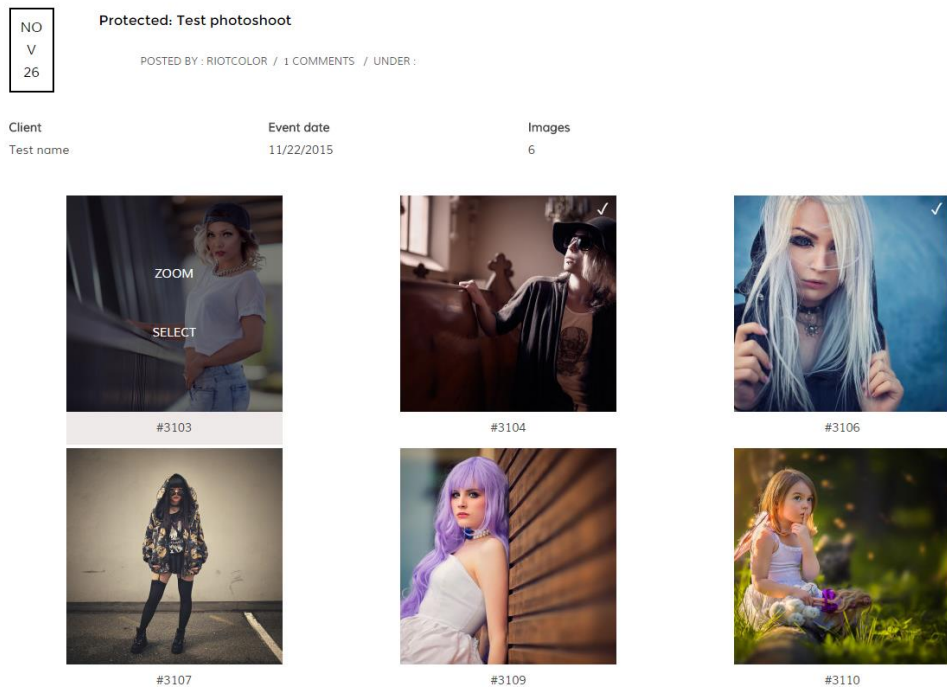 NO
V
26
Protected: Test photoshoot
POSTED BY : RIOTCOLOR / 1 COMMENTS / UNDER :
Client Event date Images
Test name 11/22/2015 6
ZOOM
SELECT
#3103 #3104 #3106
#3107 #3109 #3110